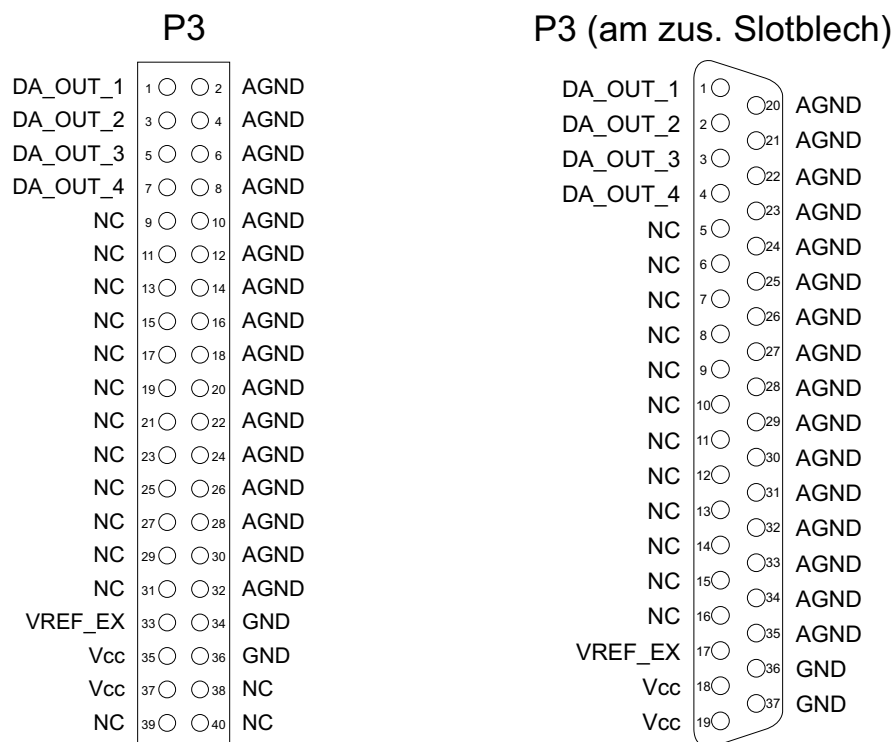 P3
DA_OUT_1 1 2 AGND
DA_OUT_2 3 4 AGND
DA_OUT_3 5 6 AGND
DA_OUT_4 7 8 AGND
NC 9 10 AGND
NC 11 12 AGND
NC 13 14 AGND
NC 15 16 AGND
NC 17 18 AGND
NC 19 20 AGND
NC 21 22 AGND
NC 23 24 AGND
NC 25 26 AGND
NC 27 28 AGND
NC 29 30 AGND
NC 31 32 AGND
VREF_EX 33 34 GND
Vcc 35 36 GND
Vcc 37 38 NC
NC 39 40 NC
P3 (am zus. Slotblech)
DA_OUT_1 1
20 AGND
DA_OUT_2 2
21 AGND
DA_OUT_3 3
22 AGND
DA_OUT_4 4
23 AGND
NC 5
24 AGND
NC 6
25 AGND
NC 7
26 AGND
NC 8
27 AGND
NC 9
28 AGND
NC 10
29 AGND
NC 11
30 AGND
NC 12
31 AGND
NC 13
32 AGND
NC 14
33 AGND
NC 15
34 AGND
NC 16
35 AGND
VREF_EX 17
36 GND
Vcc 18
37 GND
Vcc 19